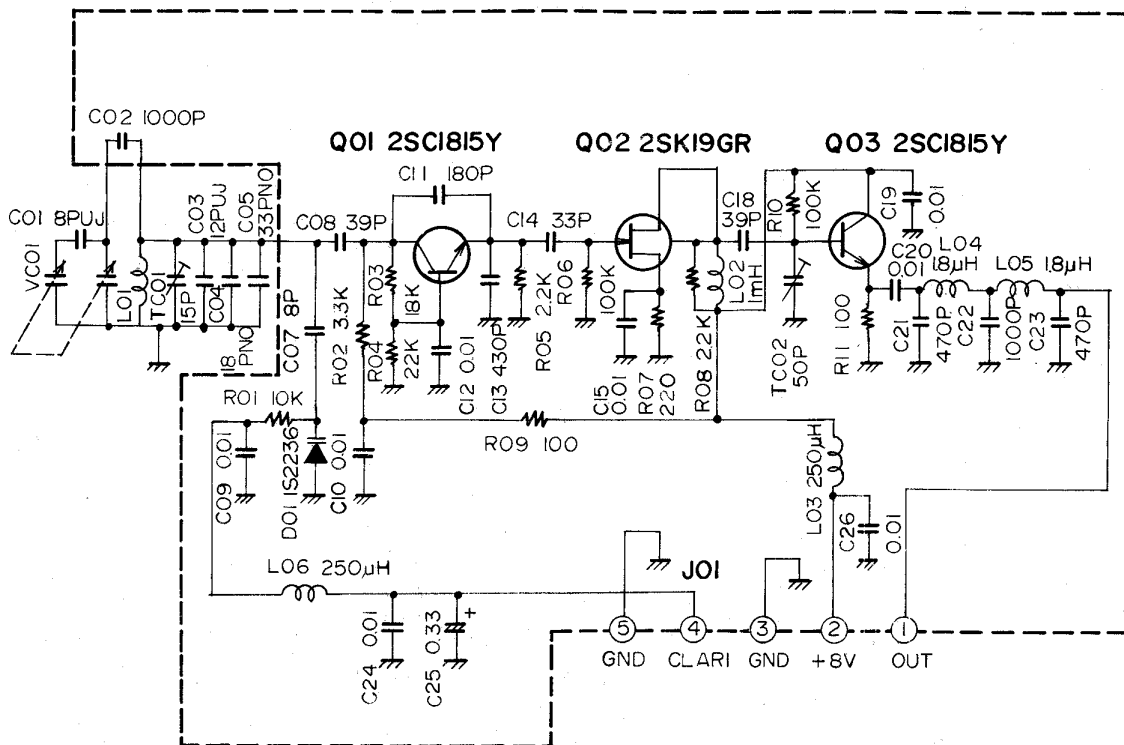 C02 1000P
Q01 2SC1815Y
Q02 2SK19GR
Q03 2SC1815Y
C11 180P
C01 8PUJ
VC01
L01
TC01
15P
C03
12PUJ
C04
18
PNO
C05
33PNO
C08 39P
C07 8P
R02 3.3K
R03
18K
R04
22K
C12 0.01
C13 430P
C14 33P
R05 2.2K
R06
100K
C15
0.01
R07
220
R08 2.2K
C18
39P
L02
1mH
R10
100K
TC02
50P
C19
0.01
R11 100
C20
0.01
L04
1.8μH
L05 1.8μH
C21
470P
C22
1000P
C23
470P
R01 10K
C09 0.01
D01 1S2236
C10 0.01
R09 100
L03 250μH
C26
0.01
L06 250μH
C24 0.01
C25 0.33
+
J01
5 4 3 2 1
GND CLARI GND +8V OUT